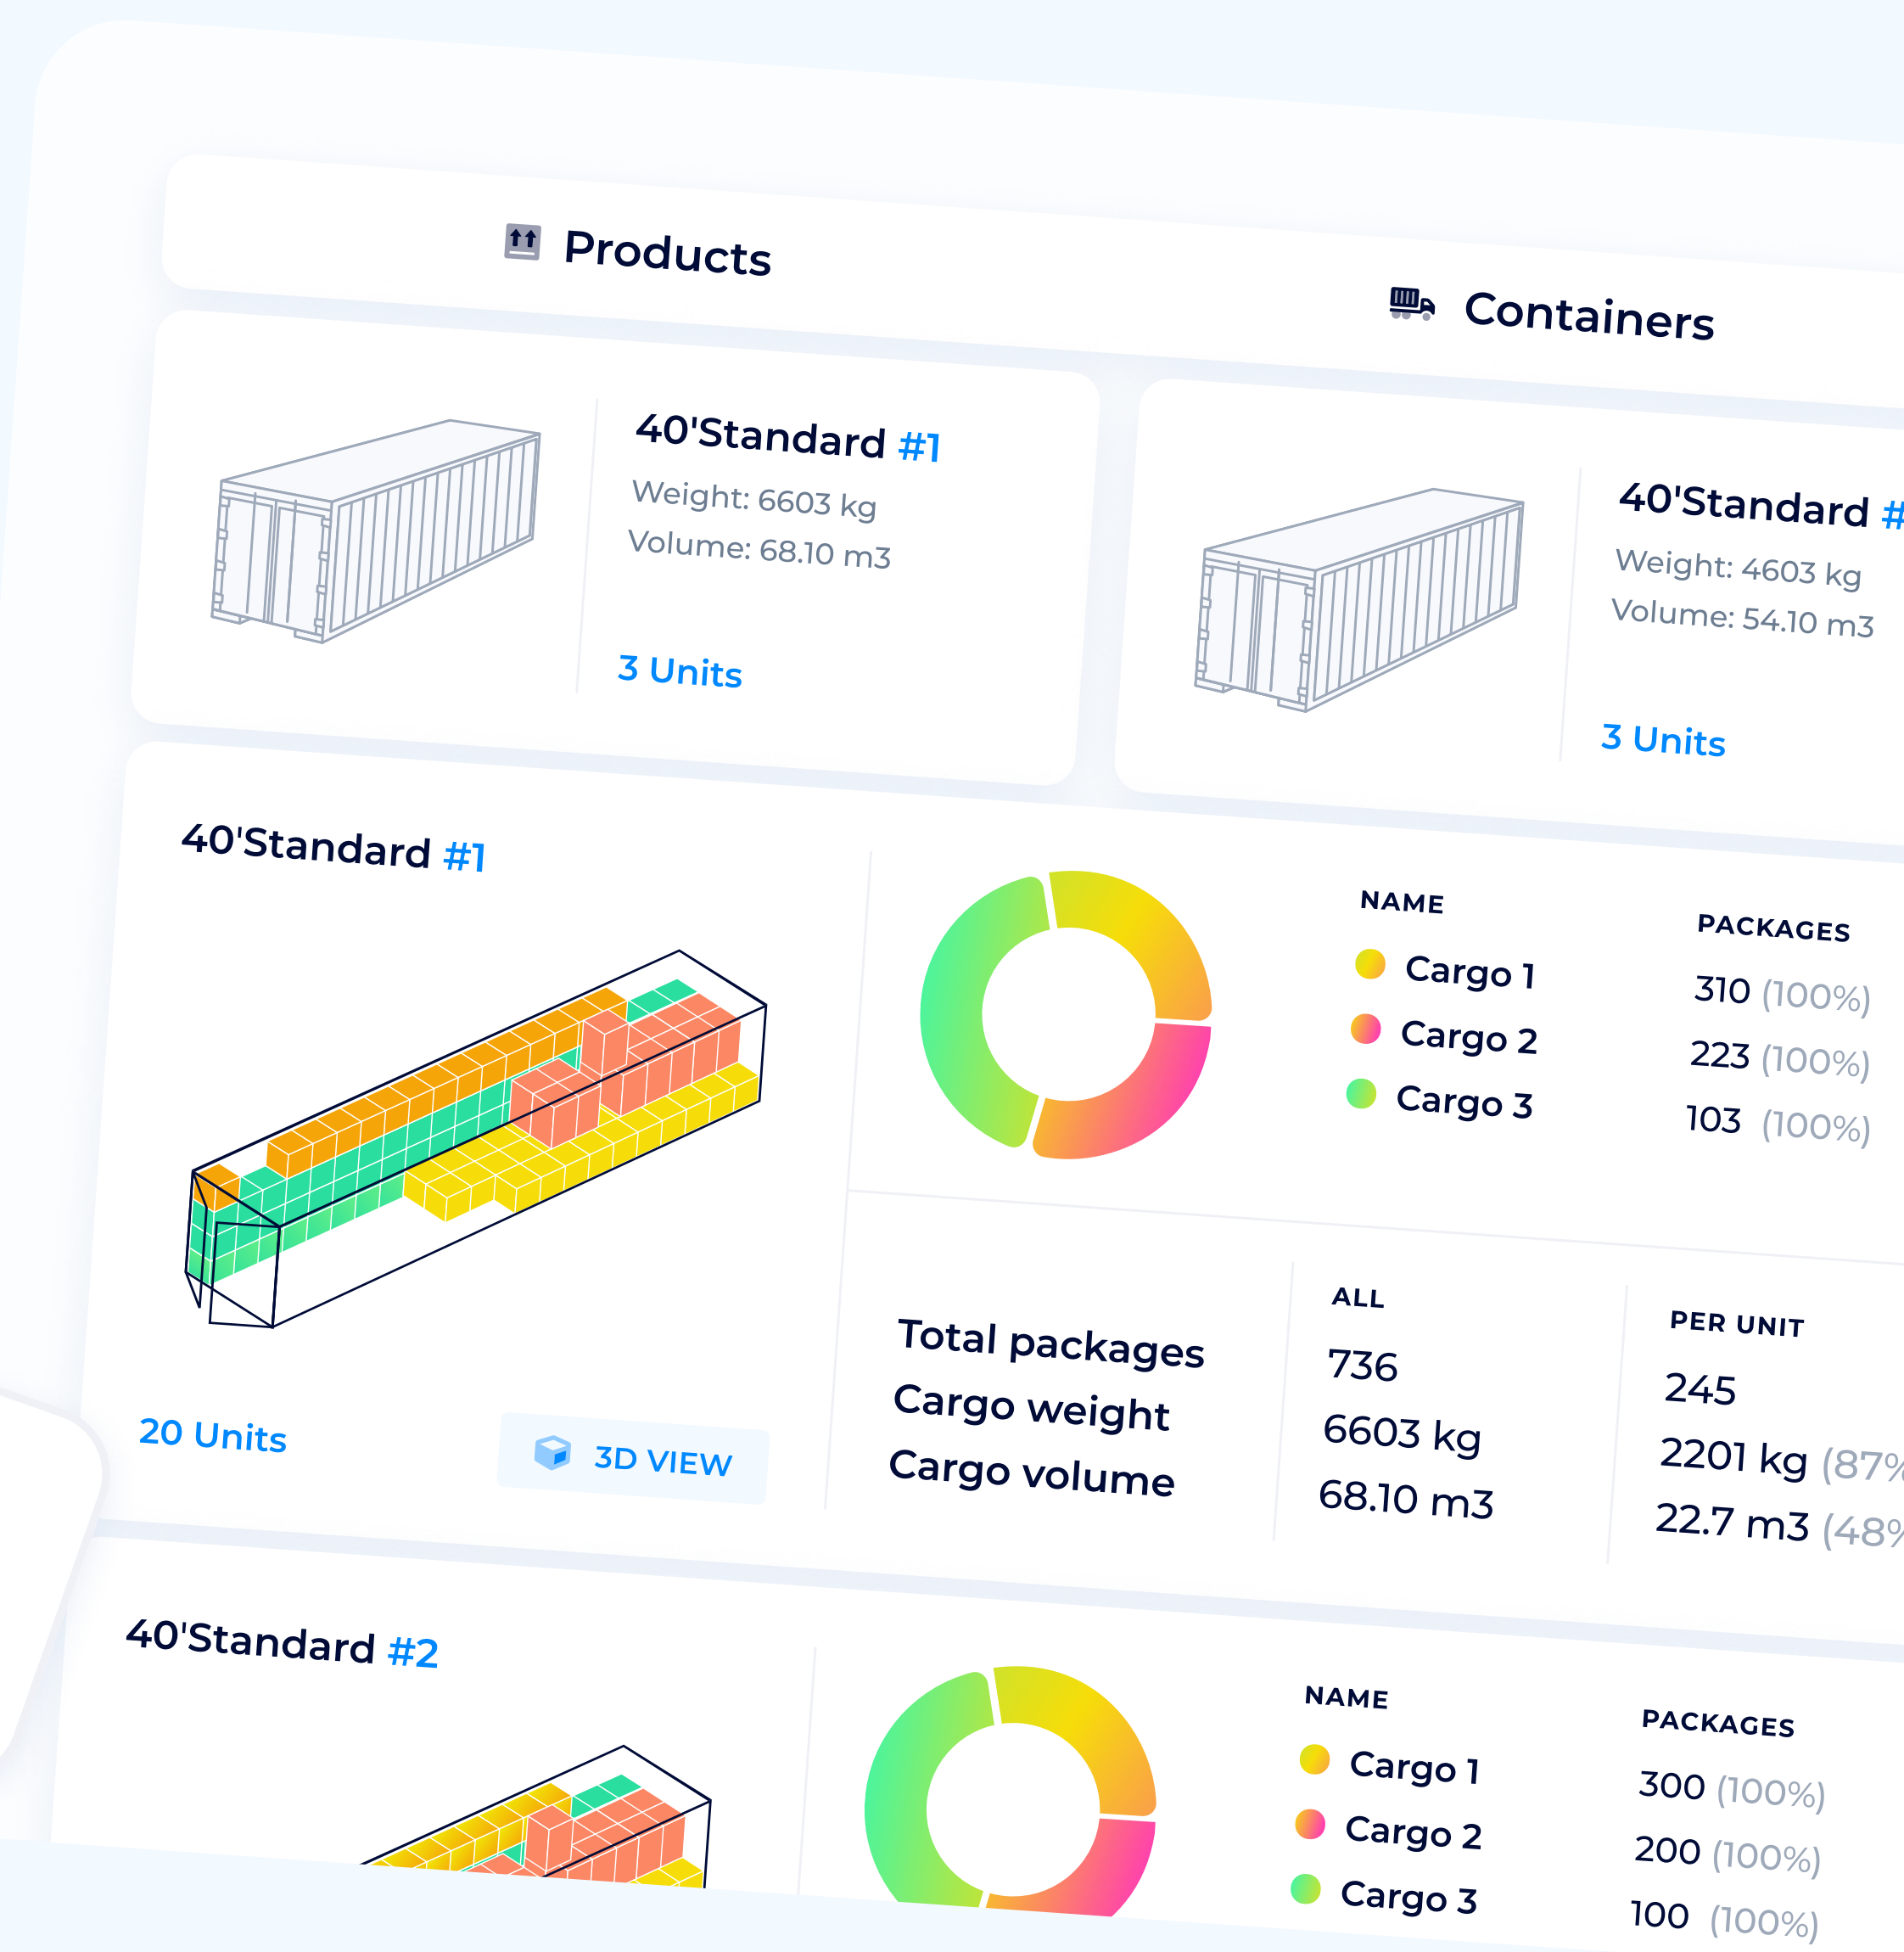 Products
Containers
40'Standard #1
Weight: 6603 kg
Volume: 68.10 m3
3 Units
40'Standard #
Weight: 4603 kg
Volume: 54.10 m3
3 Units
40'Standard #1
20 Units
3D VIEW
NAME PACKAGES
Cargo 1 310 (100%)
Cargo 2 223 (100%)
Cargo 3 103 (100%)
ALL PER UNIT
Total packages 736 245
Cargo weight 6603 kg 2201 kg (87%
Cargo volume 68.10 m3 22.7 m3 (48%
40'Standard #2
NAME PACKAGES
Cargo 1 300 (100%)
Cargo 2 200 (100%)
Cargo 3 100 (100%)